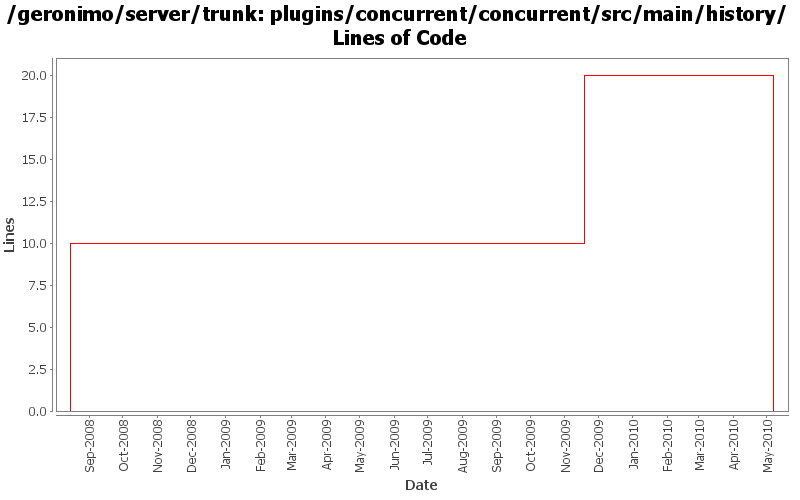 /geronimo/server/trunk: plugins/concurrent/concurrent/src/main/history/
Lines of Code
20.0
17.5
15.0
12.5
10.0
7.5
5.0
2.5
0.0
Lines
Sep-2008
Oct-2008
Nov-2008
Dec-2008
Jan-2009
Feb-2009
Mar-2009
Apr-2009
May-2009
Jun-2009
Jul-2009
Aug-2009
Sep-2009
Oct-2009
Nov-2009
Dec-2009
Jan-2010
Feb-2010
Mar-2010
Apr-2010
May-2010
Date